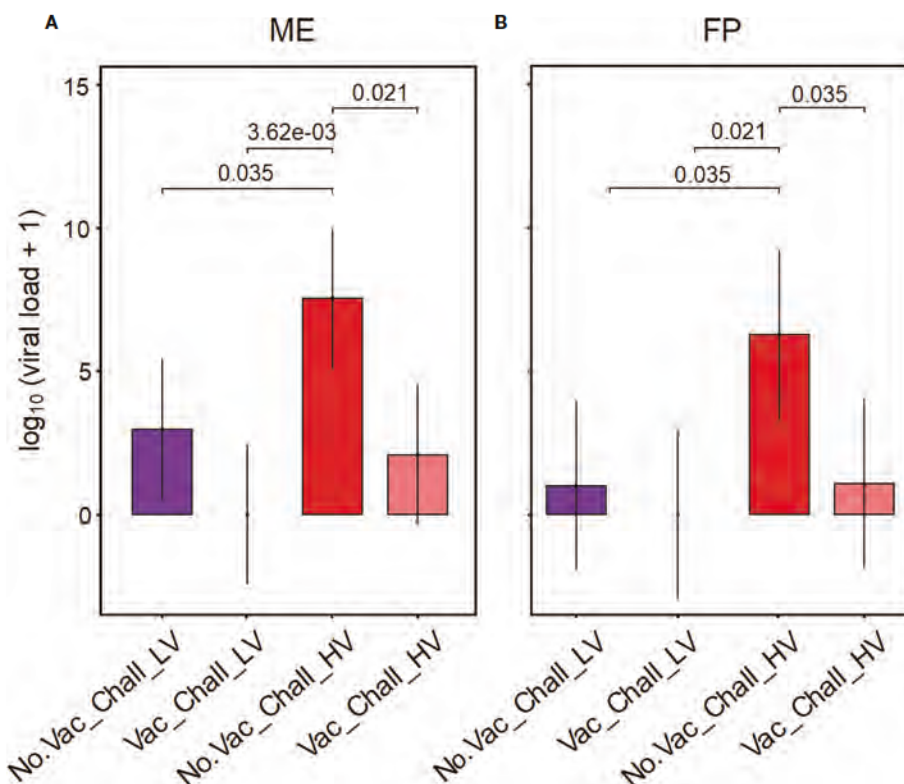 A
ME
B
FP
log10 (viral load + 1)
15
10
5
0
0.021
3.62e-03
0.035
0.035
0.021
0.035
No. Vac_Chall_LV
Vac_Chall_LV
No. Vac_Chall_HV
Vac_Chall_HV
No. Vac_Chall_LV
Vac_Chall_LV
No. Vac_Chall_HV
Vac_Chall_HV